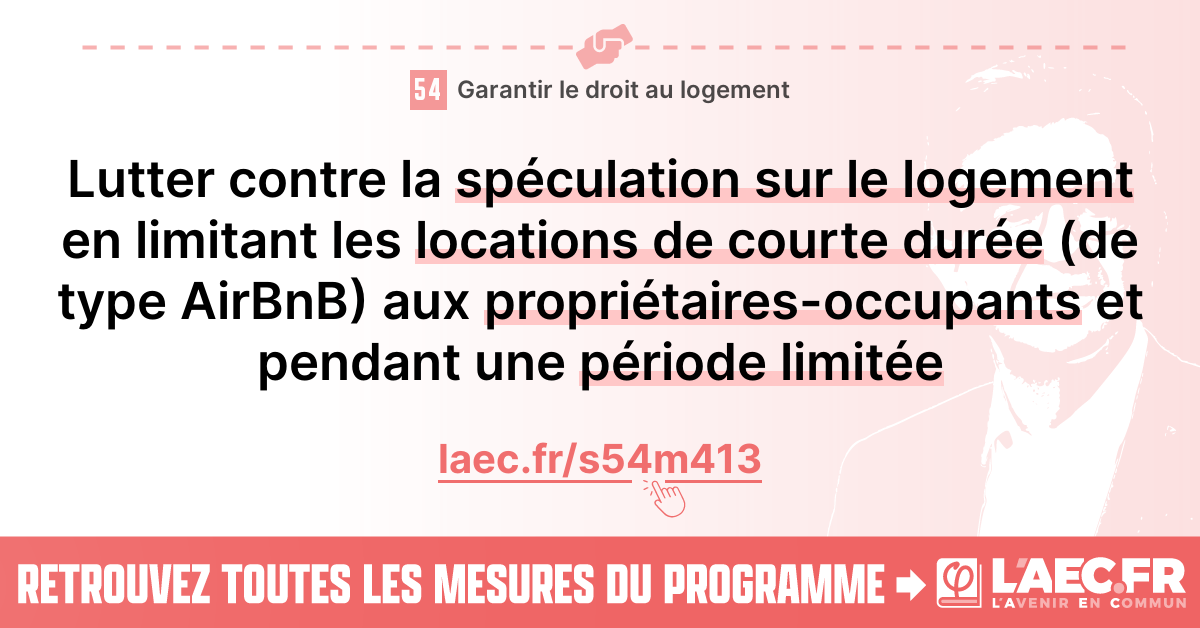 54 Garantir le droit au logement
Lutter contre la spéculation sur le logement
en limitant les locations de courte durée (de
type AirBnB) aux propriétaires-occupants et
pendant une période limitée
laec.fr/s54m413
RETROUVEZ TOUTES LES MESURES DU PROGRAMME
φ L'AEC.FR
L'AVENIR EN COMMUN